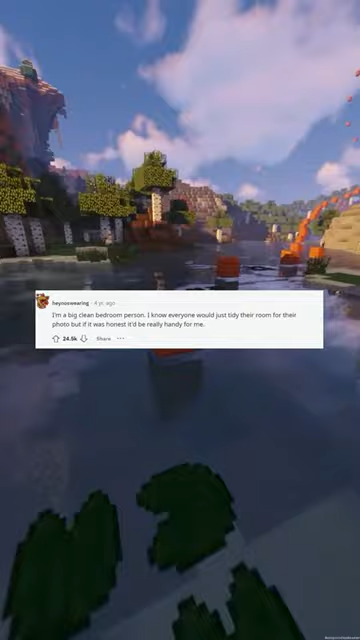 heynoswearing · 4 yr. ago
I'm a big clean bedroom person. I know everyone would just tidy their room for their
photo but if it was honest it'd be really handy for me.
24.5k Share ···